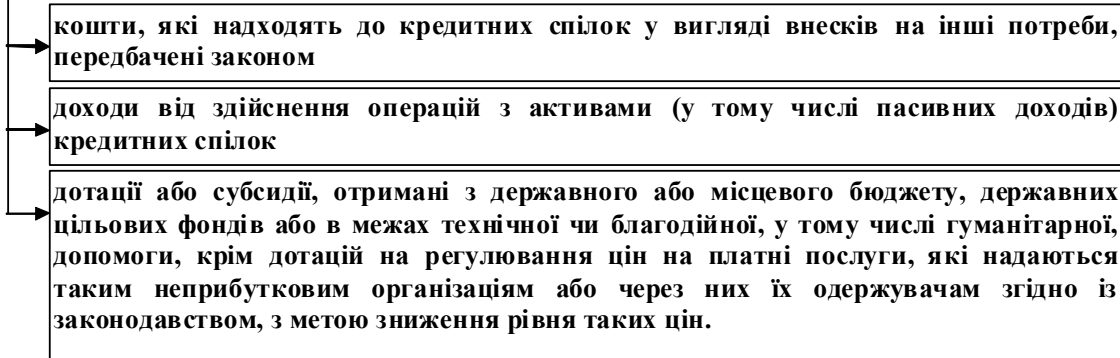 кошти, які надходять до кредитних спілок у вигляді внесків на інші потреби,
передбачені законом
доходи від здійснення операцій з активами (у тому числі пасивних доходів)
кредитних спілок
дотації або субсидії, отримані з державного або місцевого бюджету, державних
цільових фондів або в межах технічної чи благодійної, у тому числі гуманітарної,
допомоги, крім дотацій на регулювання цін на платні послуги, які надаються
таким неприбутковим організаціям або через них їх одержувачам згідно із
законодавством, з метою зниження рівня таких цін.